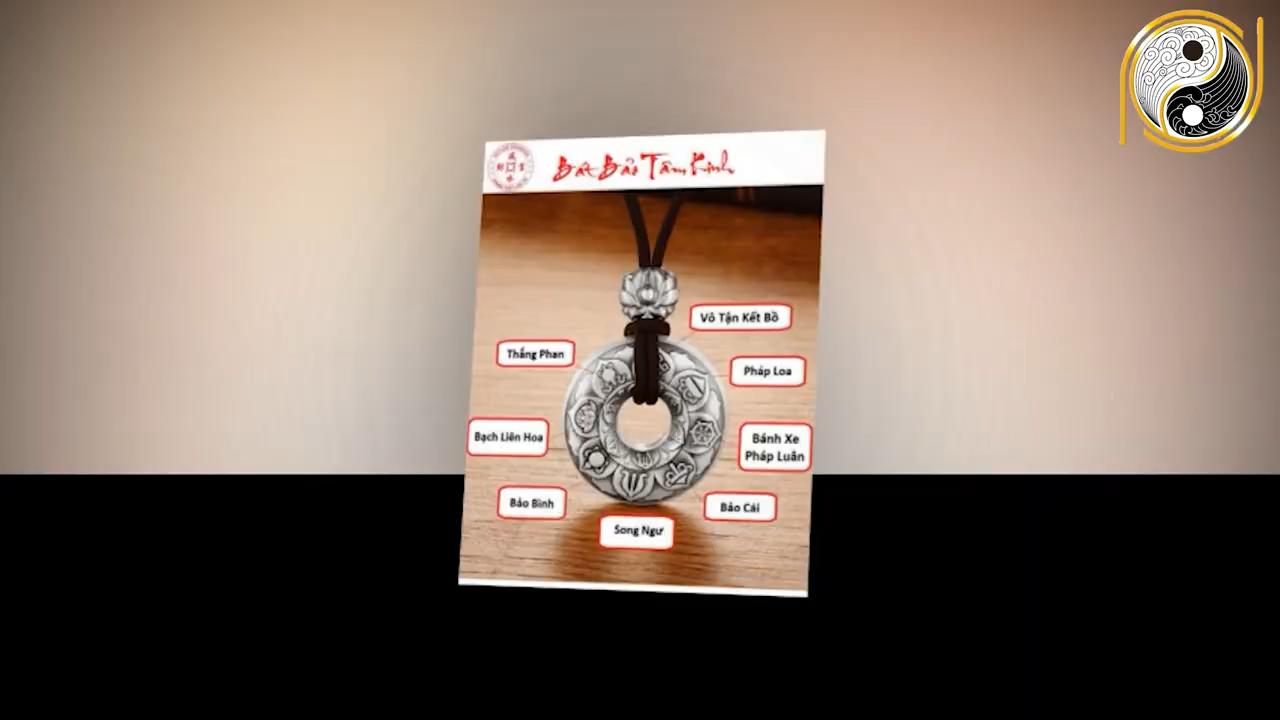 Bát Bảo Tâm Kinh
Vô Tận Kết Bồ
Thắng Phan
Pháp Loa
Bạch Liên Hoa
Bánh Xe
Pháp Luân
Bảo Bình
Bảo Cái
Song Ngư